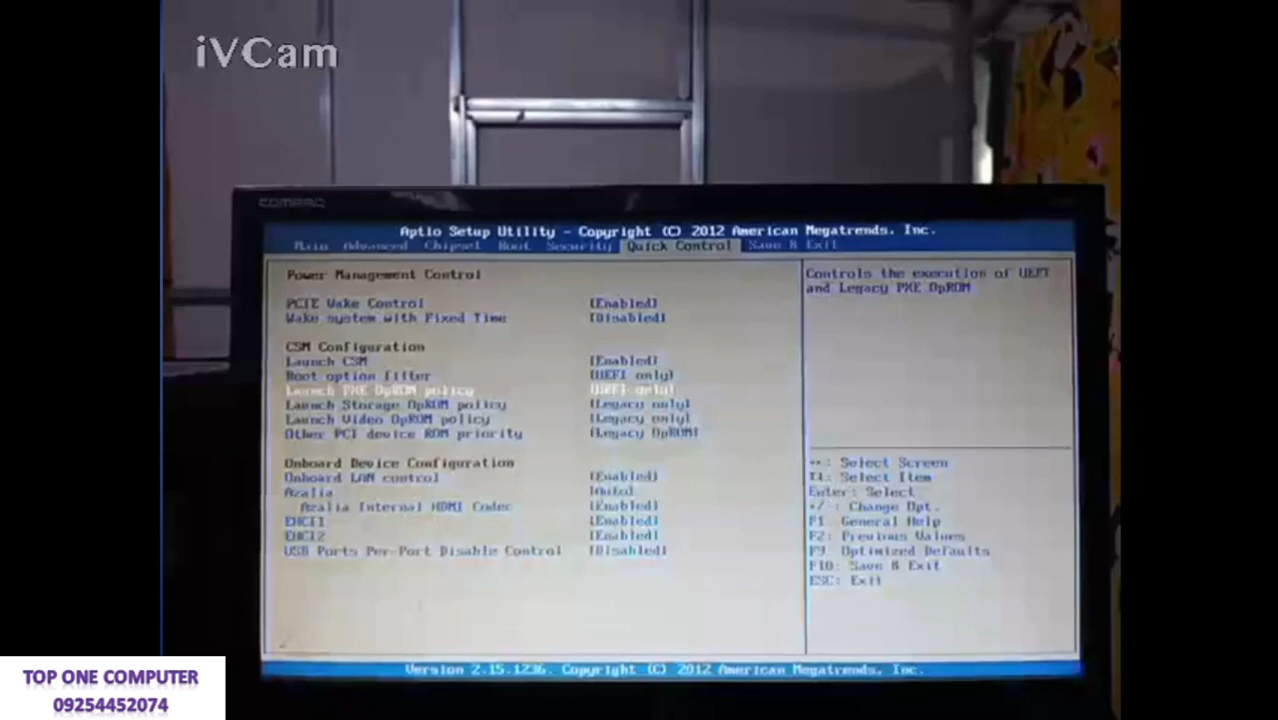 iVCam
COMPAQ
Aptio Setup Utility - Copyright (C) 2012 American Megatrends, Inc.
Main Advanced Chipset Boot Security Quick Control Save & Exit
Power Management Control
PCIE Wake Control [Enabled]
Wake system with Fixed Time [Disabled]
CSM Configuration
Launch CSM [Enabled]
Boot option filter [UEFI only]
Launch PXE OpROM policy [UEFI only]
Launch Storage OpROM policy [Legacy only]
Launch Video OpROM policy [Legacy only]
Other PCI device ROM priority [Legacy OpROM]
Onboard Device Configuration
Onboard LAN control [Enabled]
Azalia [Auto]
Azalia Internal HDMI Codec [Enabled]
EHCI1 [Enabled]
EHCI2 [Enabled]
USB Ports Per-Port Disable Control [Disabled]
Controls the execution of UEFI
and Legacy PXE OpROM
↔: Select Screen
↑↓: Select Item
Enter: Select
+/-: Change Opt.
F1: General Help
F2: Previous Values
F9: Optimized Defaults
F10: Save & Exit
ESC: Exit
Version 2.15.1236. Copyright (C) 2012 American Megatrends, Inc.
TOP ONE COMPUTER
09254452074